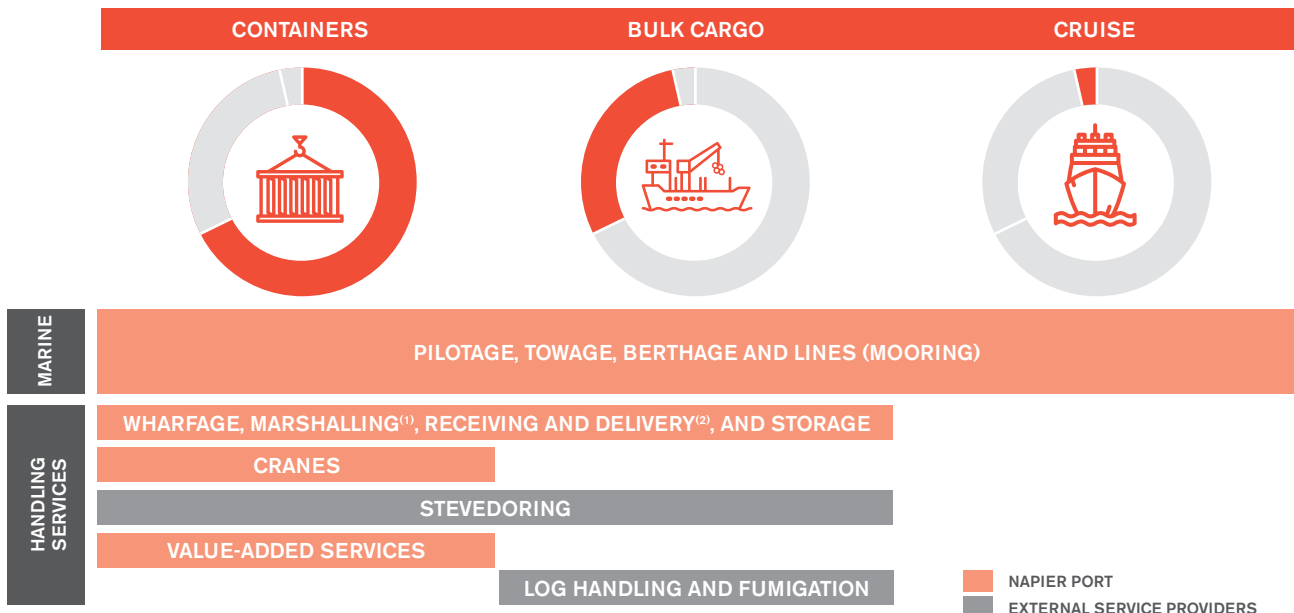 CONTAINERS
BULK CARGO
CRUISE
MARINE
PILOTAGE, TOWAGE, BERTHAGE AND LINES (MOORING)
HANDLING
SERVICES
WHARFAGE, MARSHALLING(1), RECEIVING AND DELIVERY(2), AND STORAGE
CRANES
STEVEDORING
VALUE-ADDED SERVICES
LOG HANDLING AND FUMIGATION
NAPIER PORT
EXTERNAL SERVICE PROVIDERS